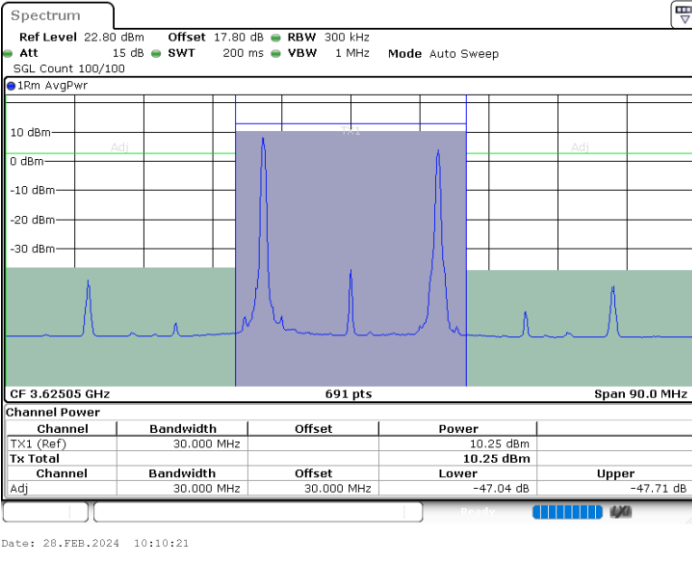 Spectrum
Ref Level 22.80 dBm Offset 17.80 dB RBW 300 kHz
Att 15 dB SWT 200 ms VBW 1 MHz Mode Auto Sweep
SGL Count 100/100
1Rm AvgPwr
TX1
10 dBm
Adj Adj
0 dBm
-10 dBm
-20 dBm
-30 dBm
CF 3.62505 GHz 691 pts Span 90.0 MHz
Channel Power
Channel Bandwidth Offset Power
TX1 (Ref) 30.000 MHz 10.25 dBm
Tx Total 10.25 dBm
Channel Bandwidth Offset Lower Upper
Adj 30.000 MHz 30.000 MHz -47.04 dB -47.71 dB
Ready
Date: 28.FEB.2024 10:10:21